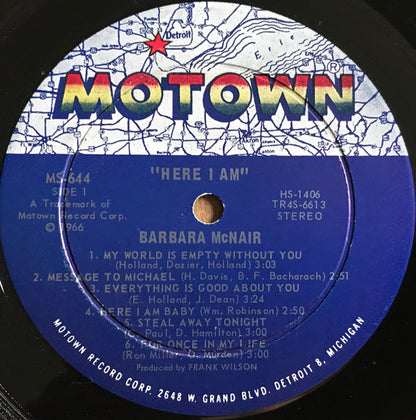 Detroit
Erie
MOTOWN®
"HERE I AM"
MS-644
SIDE 1
A Trademark of
Motown Record Corp.
© 1966
HS-1406
TR4S-6613
STEREO
BARBARA McNAIR
1. MY WORLD IS EMPTY WITHOUT YOU
(Holland, Dozier, Holland) 3:03
2. MESSAGE TO MICHAEL (H. Davis, B. F. Bacharach) 2:51
3. EVERYTHING IS GOOD ABOUT YOU
(E. Holland, J. Dean) 3:24
4. HERE I AM BABY (Wm. Robinson) 2:50
5. STEAL AWAY TONIGHT
(C. Paul, D. Hamilton) 3:00
6. FOR ONCE IN MY LIFE
(Ron Miller, O. Murden) 3:00
Produced by FRANK WILSON
MOTOWN RECORD CORP. 2648 W. GRAND BLVD. DETROIT 8, MICHIGAN